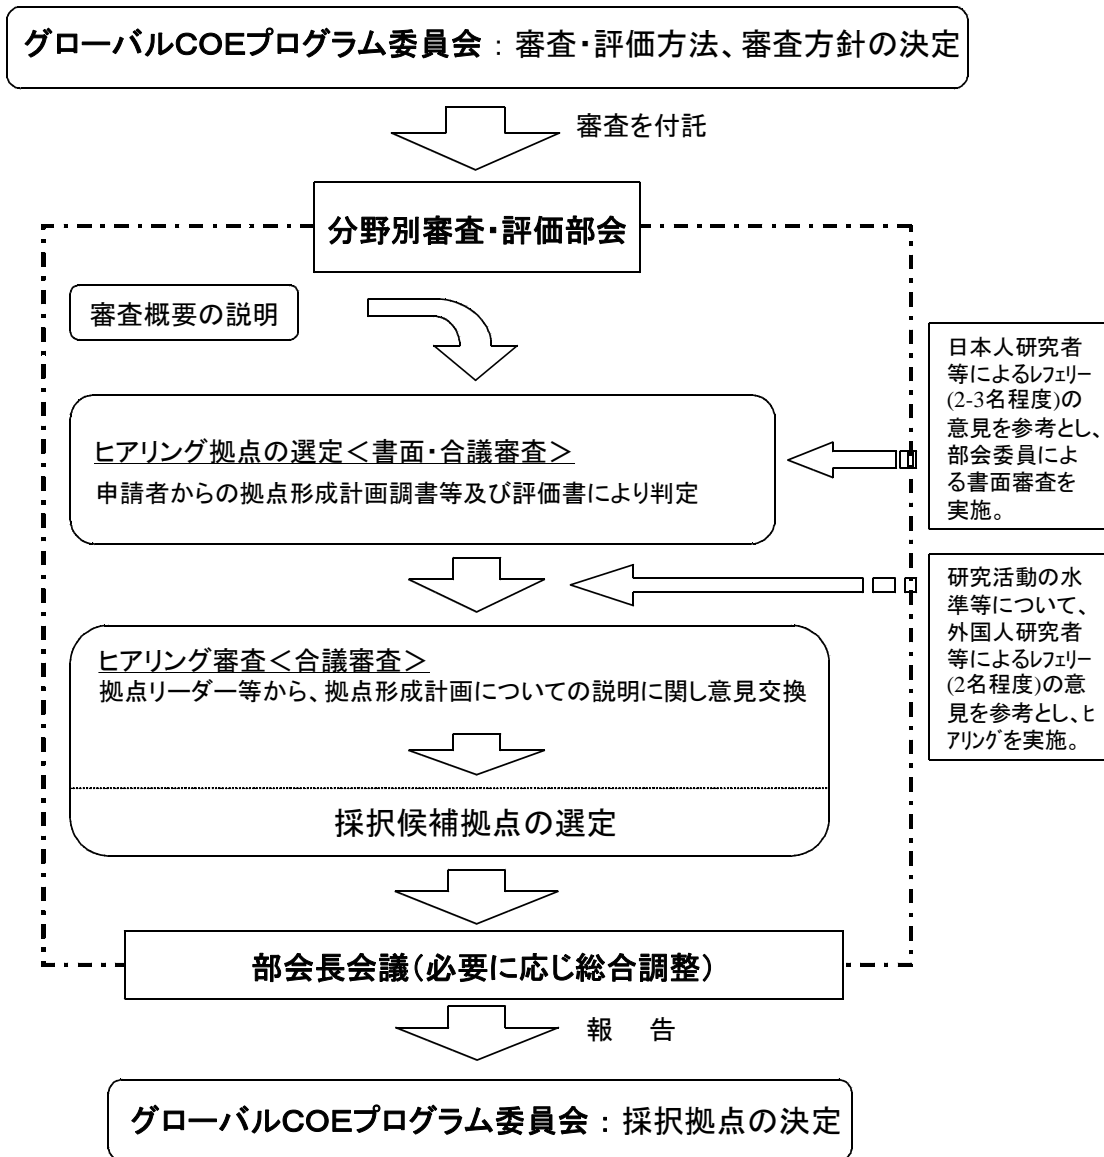 グローバルCOEプログラム委員会：審査・評価方法、審査方針の決定
審査を付託
分野別審査・評価部会
審査概要の説明
日本人研究者
等によるﾚﾌｪﾘｰ
(2-3名程度)の
意見を参考とし、
部会委員によ
る書面審査を
実施。
ヒアリング拠点の選定＜書面・合議審査＞
申請者からの拠点形成計画調書等及び評価書により判定
研究活動の水
準等について、
外国人研究者
等によるﾚﾌｪﾘｰ
(2名程度)の意
見を参考とし、ﾋ
ｱﾘﾝｸﾞを実施。
ヒアリング審査＜合議審査＞
拠点リーダー等から、拠点形成計画についての説明に関し意見交換
採択候補拠点の選定
部会長会議（必要に応じ総合調整）
報　告
グローバルCOEプログラム委員会：採択拠点の決定